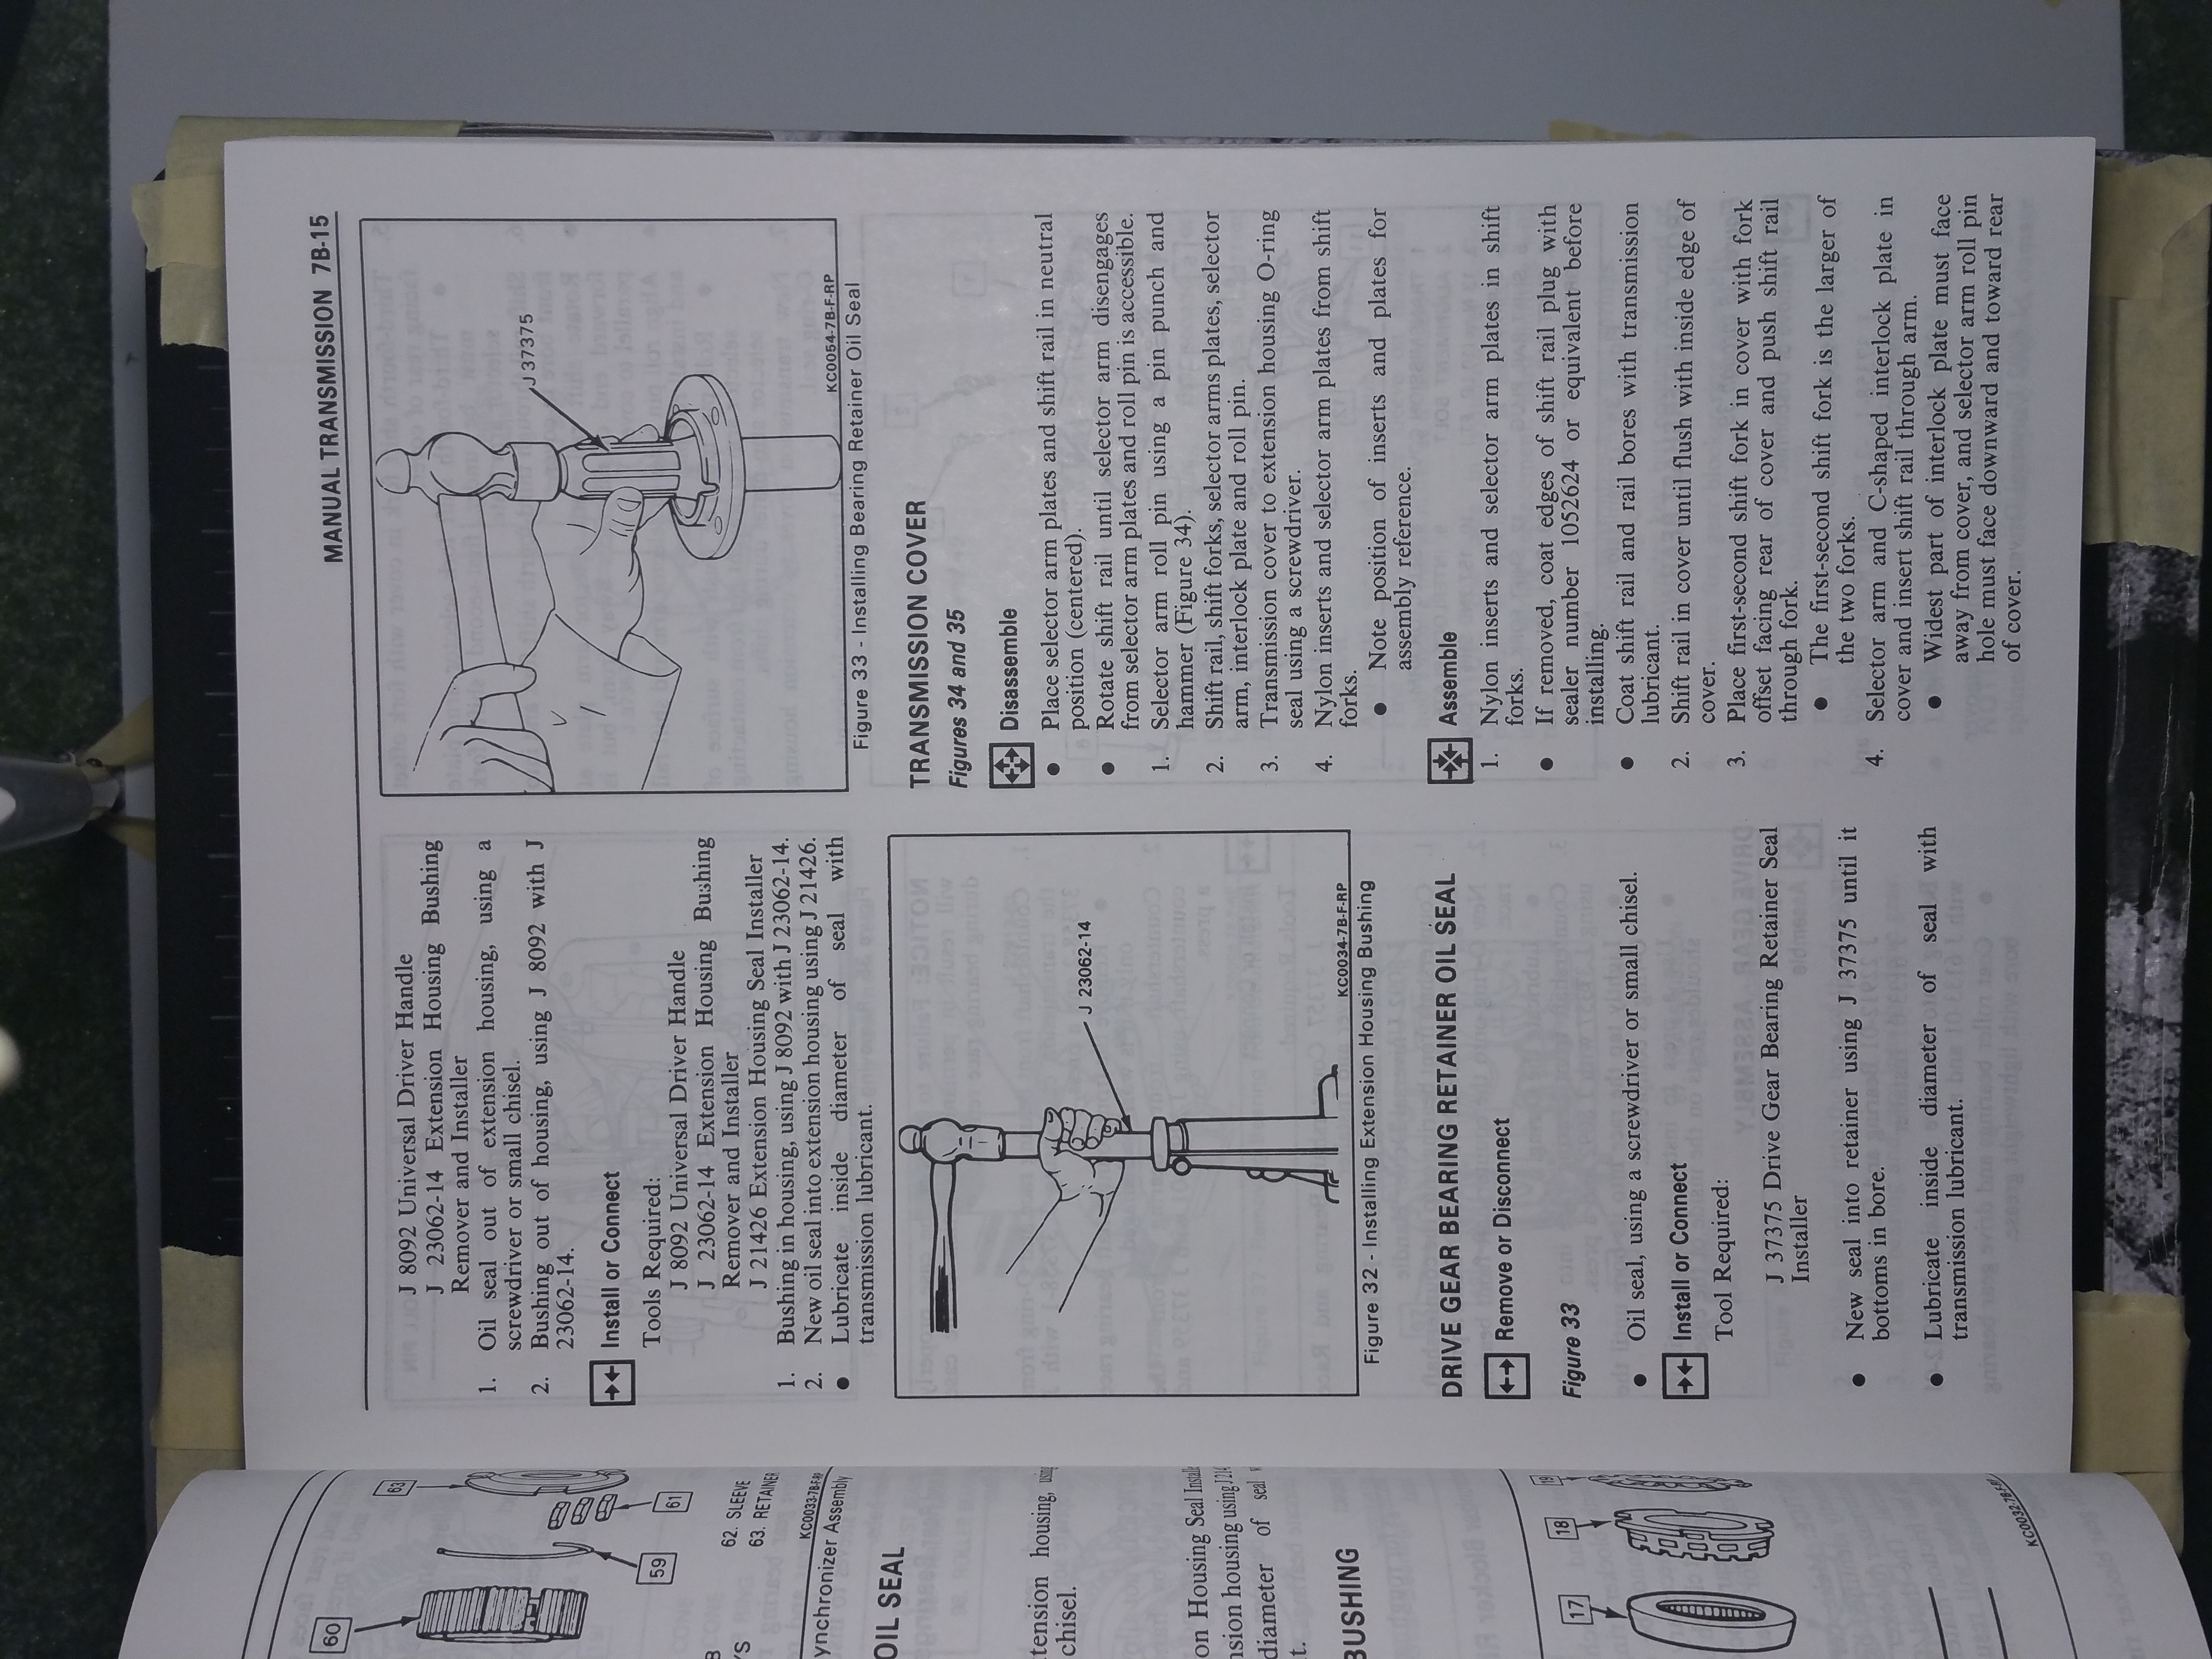 MANUAL TRANSMISSION 7B-15
J 8092 Universal Driver Handle
J 23062-14 Extension Housing Bushing
Remover and Installer
1. Oil seal out of extension housing, using a
screwdriver or small chisel.
2. Bushing out of housing, using J 8092 with J
23062-14.
Install or Connect
Tools Required:
J 8092 Universal Driver Handle
J 23062-14 Extension Housing Bushing
Remover and Installer
J 21426 Extension Housing Seal Installer
1. Bushing in housing, using J 8092 with J 23062-14.
2. New oil seal into extension housing using J 21426.
● Lubricate inside diameter of seal with
transmission lubricant.
J 23062-14
KC0034-7B-F-RP
Figure 32 - Installing Extension Housing Bushing
DRIVE GEAR BEARING RETAINER OIL SEAL
Remove or Disconnect
Figure 33
● Oil seal, using a screwdriver or small chisel.
Install or Connect
Tool Required:
J 37375 Drive Gear Bearing Retainer Seal
Installer
● New seal into retainer using J 37375 until it
bottoms in bore.
● Lubricate inside diameter of seal with
transmission lubricant.
J 37375
KC0054-7B-F-RP
Figure 33 - Installing Bearing Retainer Oil Seal
TRANSMISSION COVER
Figures 34 and 35
Disassemble
● Place selector arm plates and shift rail in neutral
position (centered).
● Rotate shift rail until selector arm disengages
from selector arm plates and roll pin is accessible.
1. Selector arm roll pin using a pin punch and
hammer (Figure 34).
2. Shift rail, shift forks, selector arms plates, selector
arm, interlock plate and roll pin.
3. Transmission cover to extension housing O-ring
seal using a screwdriver.
4. Nylon inserts and selector arm plates from shift
forks.
● Note position of inserts and plates for
assembly reference.
Assemble
1. Nylon inserts and selector arm plates in shift
forks.
● If removed, coat edges of shift rail plug with
sealer number 1052624 or equivalent before
installing.
● Coat shift rail and rail bores with transmission
lubricant.
2. Shift rail in cover until flush with inside edge of
cover.
3. Place first-second shift fork in cover with fork
offset facing rear of cover and push shift rail
through fork.
● The first-second shift fork is the larger of
the two forks.
4. Selector arm and C-shaped interlock plate in
cover and insert shift rail through arm.
● Widest part of interlock plate must face
away from cover, and selector arm roll pin
hole must face downward and toward rear
of cover.
60
59
63
61
62. SLEEVE
63. RETAINER
KC0033-7B-F-RP
ynchronizer Assembly
OIL SEAL
tension housing, using
chisel.
on Housing Seal Installe
nsion housing using J 214
diameter of seal w
t.
BUSHING
17
18
19
KC0032-7B-F-RP